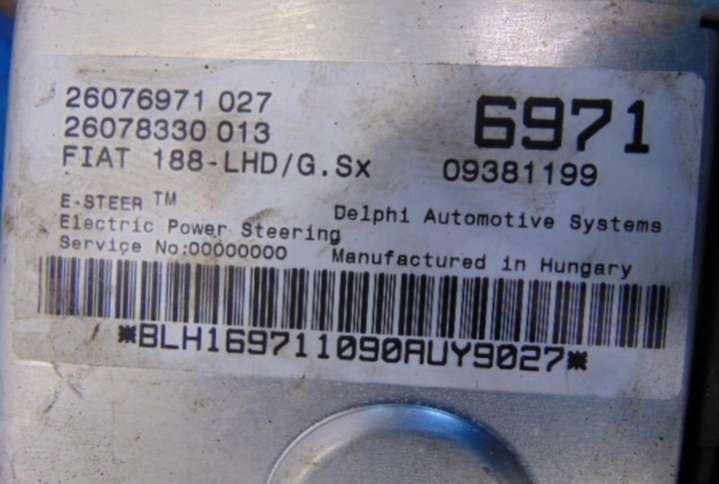 26076971 027 6971
26078330 013
FIAT 188-LHD/G.Sx 09381199
E-STEER TM
Electric Power Steering Delphi Automotive Systems
Service No:00000000 Manufactured in Hungary
*BLH169711090AUY9027*